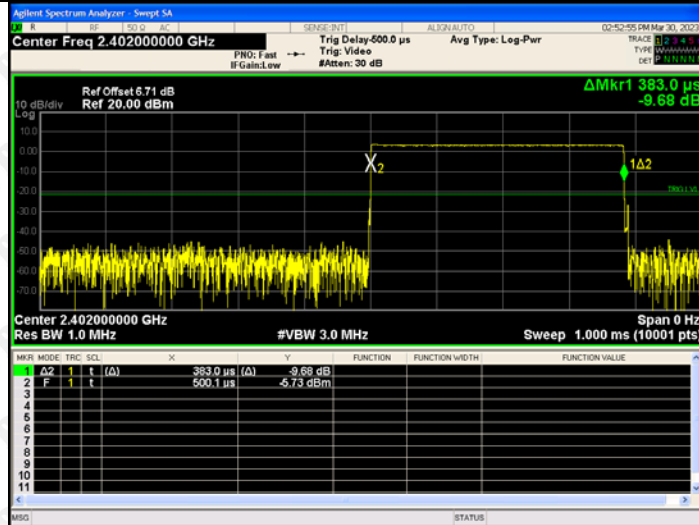 Agilent Spectrum Analyzer - Swept SA
R RF 50 Ω AC SENSE:INT ALIGN AUTO 02:52:55 PM Mar 30, 2023
Center Freq 2.402000000 GHz PNO: Fast Trig Delay-500.0 µs Avg Type: Log-Pwr TRACE 1 2 3 4 5
IFGain:Low Trig: Video TYPE
#Atten: 30 dB DET P N N N N
Ref Offset 6.71 dB ΔMkr1 383.0 µs
10 dB/div Ref 20.00 dBm -9.68 dB
Log
10.0
0.00
X2 1Δ2
-10.0
-20.0 TRIG LVL
-30.0
-40.0
-50.0
-60.0
-70.0
Center 2.402000000 GHz Span 0 Hz
Res BW 1.0 MHz #VBW 3.0 MHz Sweep 1.000 ms (10001 pts)
MKR MODE TRC SCL X Y FUNCTION FUNCTION WIDTH FUNCTION VALUE
1 Δ2 1 t (Δ) 383.0 µs (Δ) -9.68 dB
2 F 1 t 500.1 µs -5.73 dBm
3
4
5
6
7
8
9
10
11
MSG STATUS